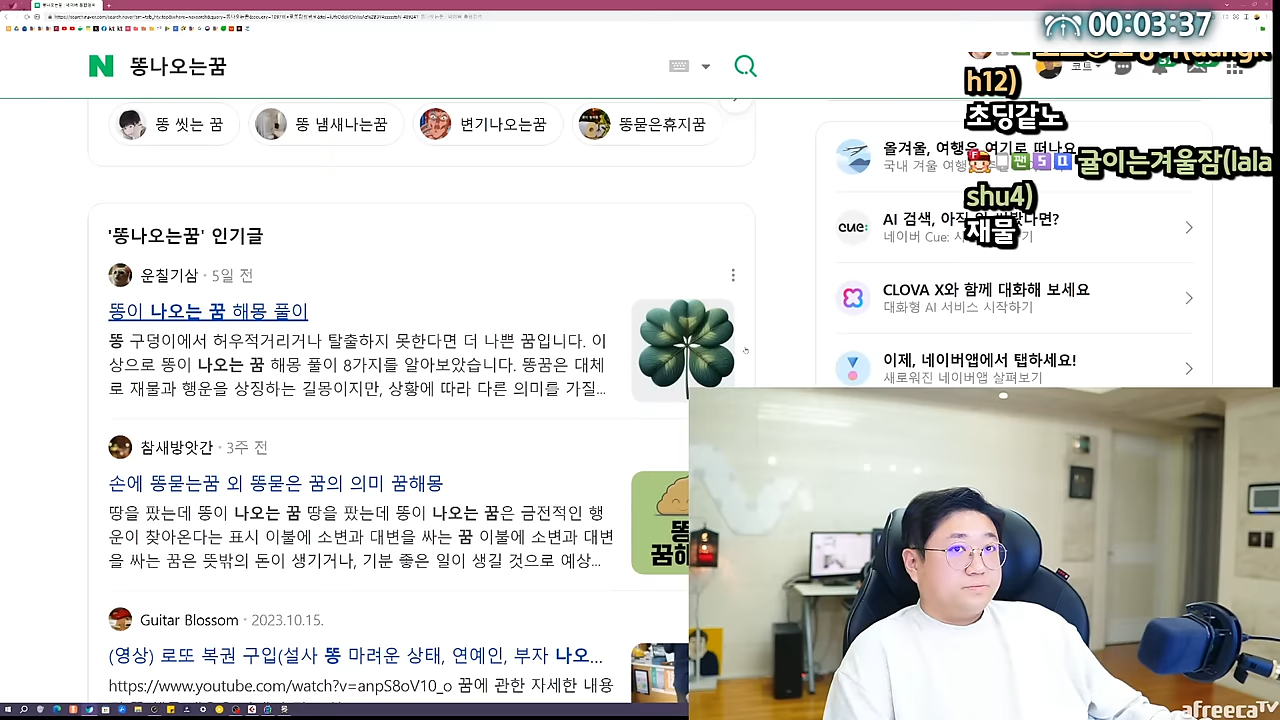 00:03:37
N 똥나오는꿈
코트
h12)
초딩같노
귤이는겨울잠(lala
shu4)
재물
똥 씻는 꿈
변기나오는꿈
똥묻은휴지꿈
'똥나오는꿈' 인기글
운칠기삼 · 5일 전
똥이 나오는 꿈 해몽 풀이
똥 구덩이에서 허우적거리거나 탈출하지 못한다면 더 나쁜 꿈입니다. 이
상으로 똥이 나오는 꿈 해몽 풀이 8가지를 알아보았습니다. 똥꿈은 대체
로 재물과 행운을 상징하는 길몽이지만, 상황에 따라 다른 의미를 가질...
참새방앗간 · 3주 전
손에 똥묻는꿈 외 똥묻은 꿈의 의미 꿈해몽
땅을 팠는데 똥이 나오는 꿈 땅을 팠는데 똥이 나오는 꿈은 금전적인 행
운이 찾아온다는 표시 이불에 소변과 대변을 싸는 꿈 이불에 소변과 대변
을 싸는 꿈은 뜻밖의 돈이 생기거나, 기분 좋은 일이 생길 것으로 예상...
똥
꿈해
Guitar Blossom · 2023.10.15.
(영상) 로또 복권 구입(설사 똥 마려운 상태, 연예인, 부자 나오...
https://www.youtube.com/watch?v=anpS8oV10_o 꿈에 관한 자세한 내용
올겨울, 여행은 여기로 떠나요
국내 겨울 여행
cue:
AI 검색, 아직
네이버 Cue:
CLOVA X와 함께 대화해 보세요
대화형 AI 서비스 시작하기
이제, 네이버앱에서 탭하세요!
새로워진 네이버앱 살펴보기
afreecaTV